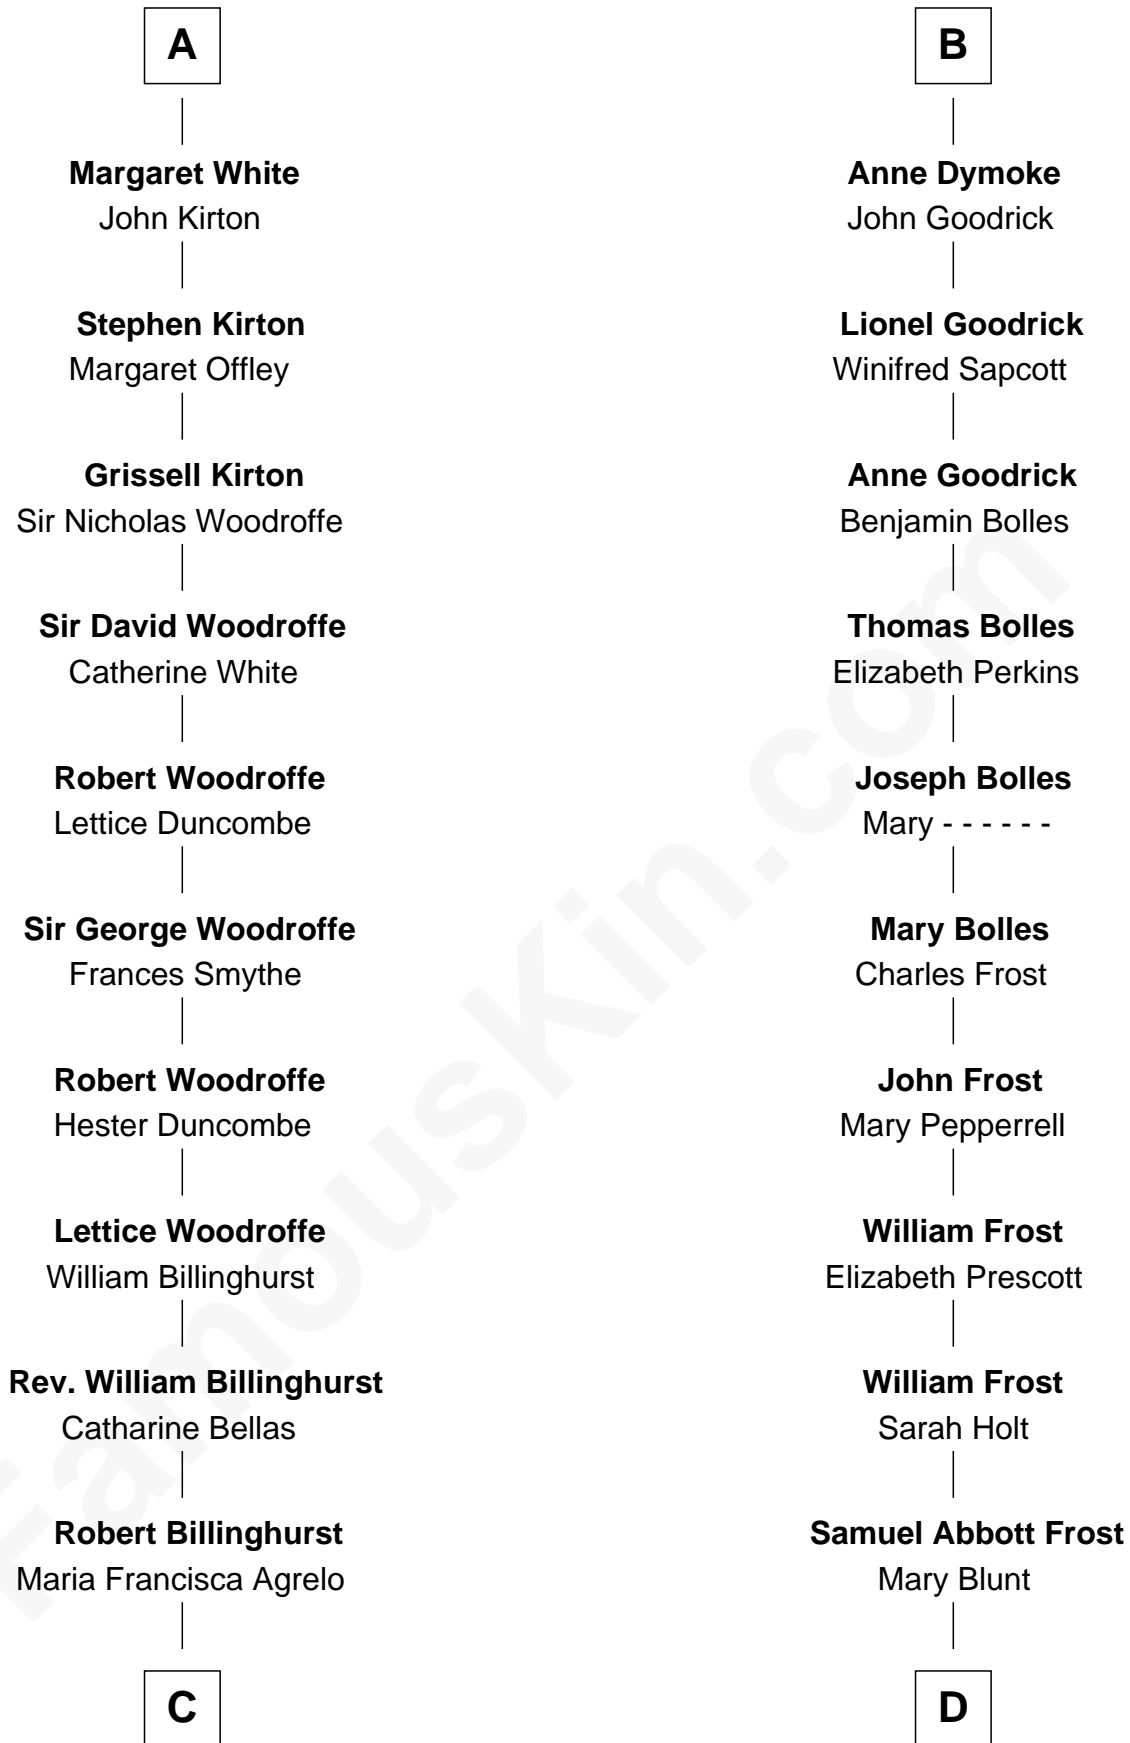 A
Margaret White
John Kirton
Stephen Kirton
Margaret Offley
Grissell Kirton
Sir Nicholas Woodroffe
Sir David Woodroffe
Catherine White
Robert Woodroffe
Lettice Duncombe
Sir George Woodroffe
Frances Smythe
Robert Woodroffe
Hester Duncombe
Lettice Woodroffe
William Billinghurst
Rev. William Billinghurst
Catharine Bellas
Robert Billinghurst
Maria Francisca Agrelo
C
B
Anne Dymoke
John Goodrick
Lionel Goodrick
Winifred Sapcott
Anne Goodrick
Benjamin Bolles
Thomas Bolles
Elizabeth Perkins
Joseph Bolles
Mary - - - - - -
Mary Bolles
Charles Frost
John Frost
Mary Pepperrell
William Frost
Elizabeth Prescott
William Frost
Sarah Holt
Samuel Abbott Frost
Mary Blunt
D
FamousKin.com